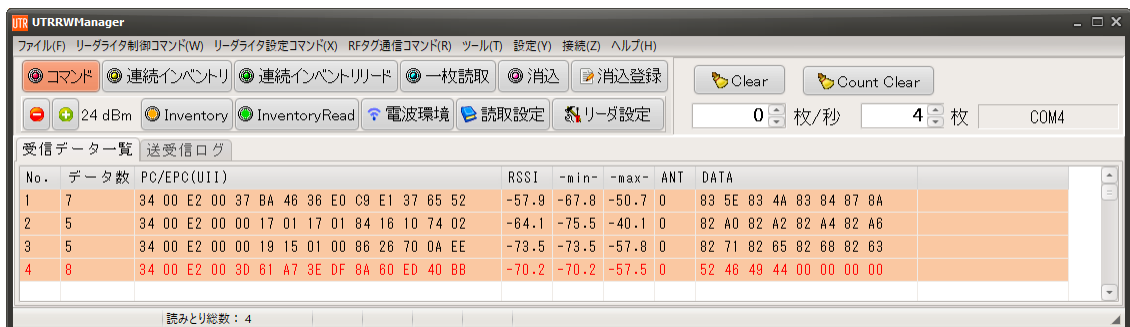 UTR UTRRWManager
ファイル(F) リーダライタ制御コマンド(W) リーダライタ設定コマンド(X) RFタグ通信コマンド(R) ツール(T) 設定(Y) 接続(Z) ヘルプ(H)
コマンド 連続インベントリ 連続インベントリリード 一枚読取 消込 消込登録 Clear Count Clear
24 dBm Inventory InventoryRead 電波環境 読取設定 リーダ設定 0 枚/秒 4 枚 COM4
受信データ一覧 送受信ログ
No. データ数 PC/EPC(UII) RSSI -min- -max- ANT DATA
1 7 34 00 E2 00 37 BA 46 36 E0 C9 E1 37 65 52 -57.9 -67.8 -50.7 0 83 5E 83 4A 83 84 87 8A
2 5 34 00 E2 00 00 17 01 17 01 84 16 10 74 02 -64.1 -75.5 -40.1 0 82 A0 82 A2 82 A4 82 A6
3 5 34 00 E2 00 00 19 15 01 00 86 26 70 0A EE -73.5 -73.5 -57.8 0 82 71 82 65 82 68 82 63
4 8 34 00 E2 00 3D 61 A7 3E DF 8A 60 ED 40 BB -70.2 -70.2 -57.5 0 52 46 49 44 00 00 00 00
読みとり総数：4